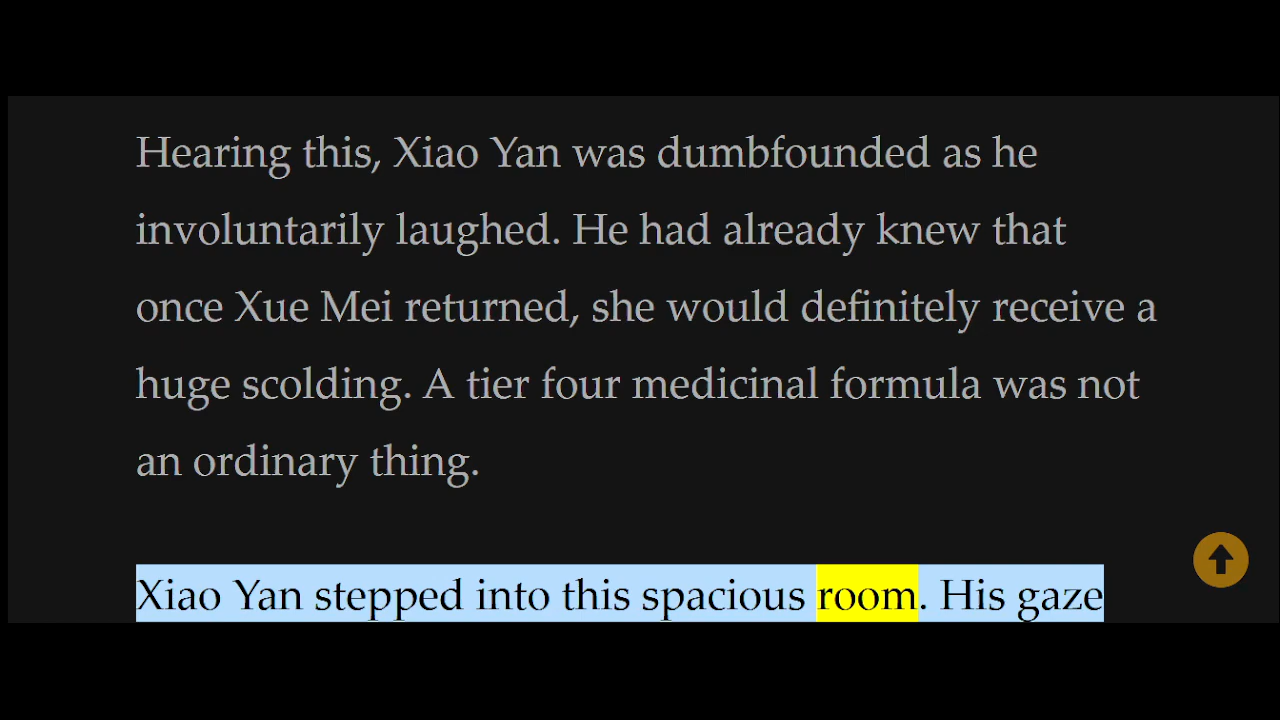 Hearing this, Xiao Yan was dumbfounded as he
involuntarily laughed. He had already knew that
once Xue Mei returned, she would definitely receive a
huge scolding. A tier four medicinal formula was not
an ordinary thing.
Xiao Yan stepped into this spacious room. His gaze